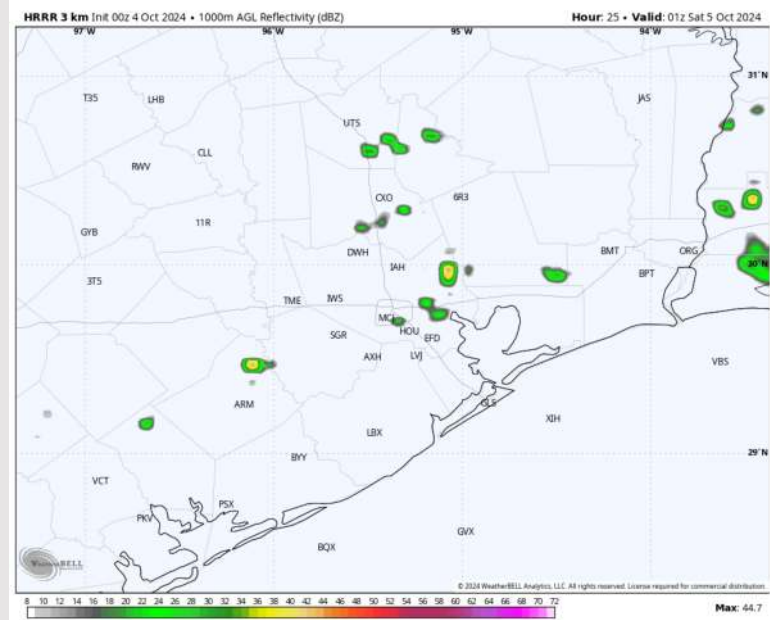 HRRR 3 km Init 00z 4 Oct 2024 • 1000m AGL Reflectivity (dBZ) Hour: 25 • Valid: 01z Sat 5 Oct 2024
97°W 96°W 95°W 94°W
31°N
T35 LHB JAS
UTS
CLL
RWV
CXO 6R3
11R
GYB
DWH BMT ORG
IAH 30°N
3T5 BPT
TME IWS
MCJ
HOU
SGR EFD
AXH LVJ VBS
ARM GLS
XIH
LBX
29°N
BYY
VCT
PSX
PKV
GVX
BQX
WeatherBELL
© 2024 WeatherBELL Analytics, LLC. All rights reserved. License required for commercial distribution.
8 10 12 14 16 18 20 22 24 26 28 30 32 34 36 38 40 42 44 46 48 50 52 54 56 58 60 62 64 66 68 70 72 Max: 44.7